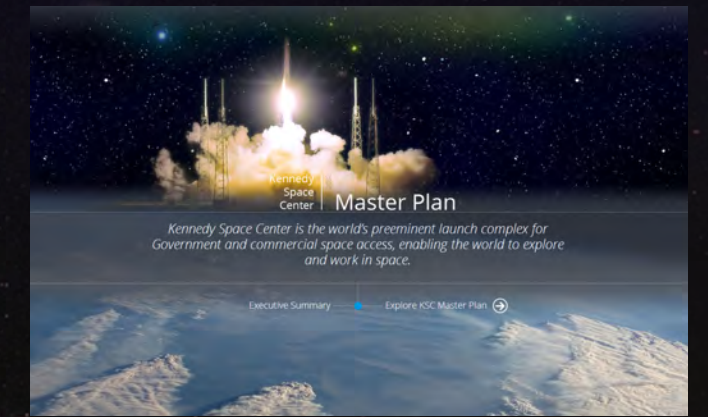 Kennedy
Space
Center
Master Plan
Kennedy Space Center is the world's preeminent launch complex for
Government and commercial space access, enabling the world to explore
and work in space.
Executive Summary
Explore KSC Master Plan